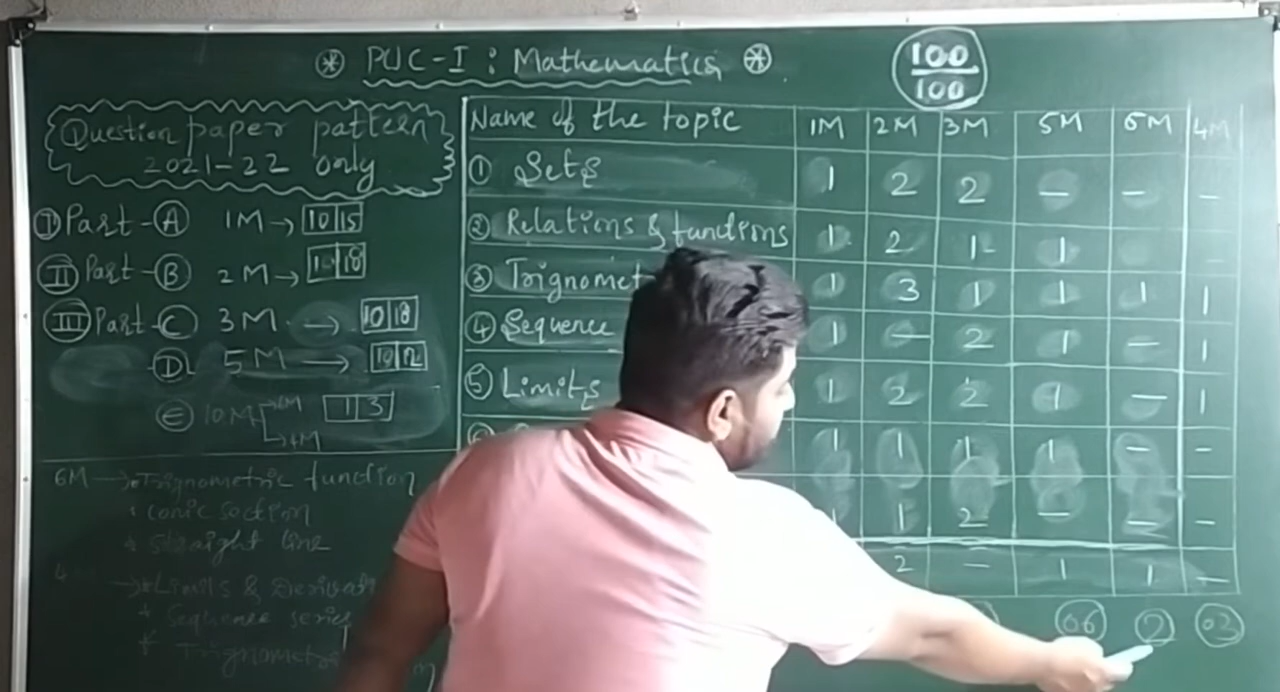 PUC-I : Mathematics
100
100
Question paper pattern
2021-22 only
I Part - A 1M → 10 15
II Part - B 2M → 10 18
III Part - C 3M → 10 18
D 5M → 10 12
E 10M 6M 1 3
4M
6M → Trignometric function
conic section
straight line
→ Limits &
Sequence series
Name of the topic 1M 2M 3M 5M 6M 4M
1 Sets 1 2 2 – – –
2 Relations & functions 1 2 1 1
3 1 3 1 1 1 1
4 Sequence 1 – 2 1 – 1
5 Limits 1 2 2 1 – 1
1 1 1 1 – –
1 2 – – –
2 – 1 1 –
06 2 03